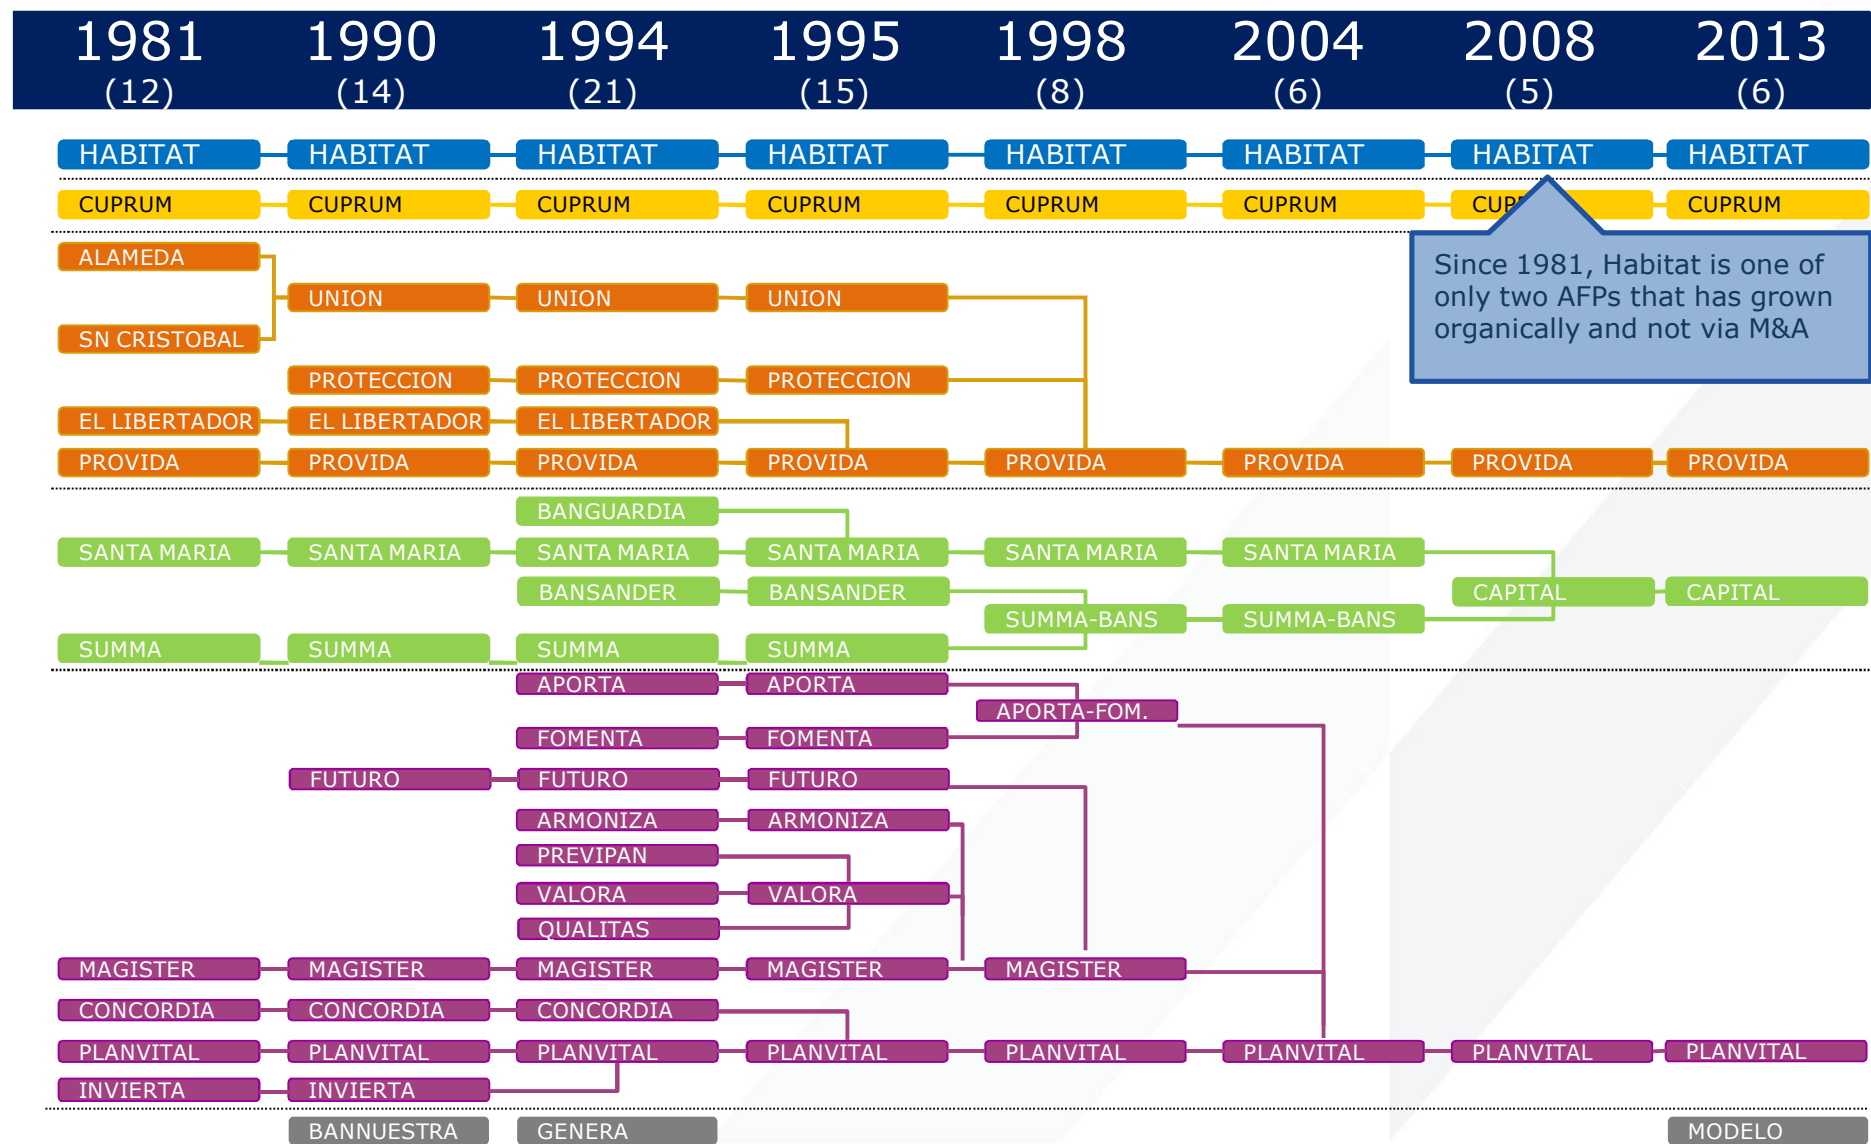 1981 1990 1994 1995 1998 2004 2008 2013
(12) (14) (21) (15) (8) (6) (5) (6)
HABITAT HABITAT HABITAT HABITAT HABITAT HABITAT HABITAT HABITAT
CUPRUM CUPRUM CUPRUM CUPRUM CUPRUM CUPRUM CUPRUM
ALAMEDA
Since 1981, Habitat is one of
only two AFPs that has grown
organically and not via M&A
UNION UNION UNION
SN CRISTOBAL
PROTECCION PROTECCION PROTECCION
EL LIBERTADOR EL LIBERTADOR EL LIBERTADOR
PROVIDA PROVIDA PROVIDA PROVIDA PROVIDA PROVIDA PROVIDA PROVIDA
BANGUARDIA
SANTA MARIA SANTA MARIA SANTA MARIA SANTA MARIA SANTA MARIA SANTA MARIA
BANSANDER BANSANDER CAPITAL CAPITAL
SUMMA-BANS SUMMA-BANS
SUMMA SUMMA SUMMA SUMMA
APORTA APORTA
APORTA-FOM.
FOMENTA FOMENTA
FUTURO FUTURO FUTURO
ARMONIZA ARMONIZA
PREVIPAN
VALORA VALORA
QUALITAS
MAGISTER MAGISTER MAGISTER MAGISTER MAGISTER
CONCORDIA CONCORDIA CONCORDIA
PLANVITAL PLANVITAL PLANVITAL PLANVITAL PLANVITAL PLANVITAL PLANVITAL PLANVITAL
INVIERTA INVIERTA
BANNUESTRA GENERA MODELO